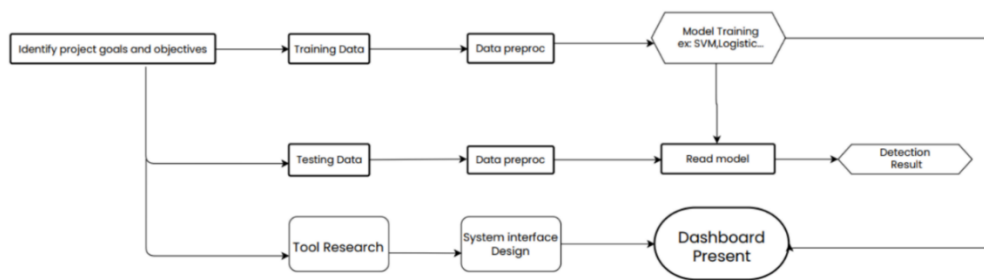 Identify project goals and objectives
Training Data
Data preproc
Model Training
ex: SVM,Logistic...
Testing Data
Data preproc
Read model
Detection
Result
Tool Research
System interface
Design
Dashboard
Present